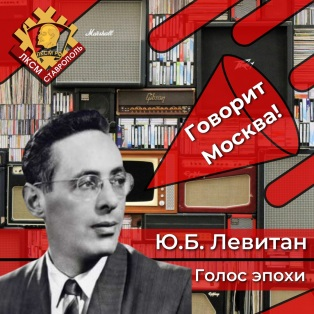 ЛКСМ
СТАВРОПОЛЬ
Marshall
Gibson
Говорит
Москва!
Ю.Б. Левитан
Голос эпохи